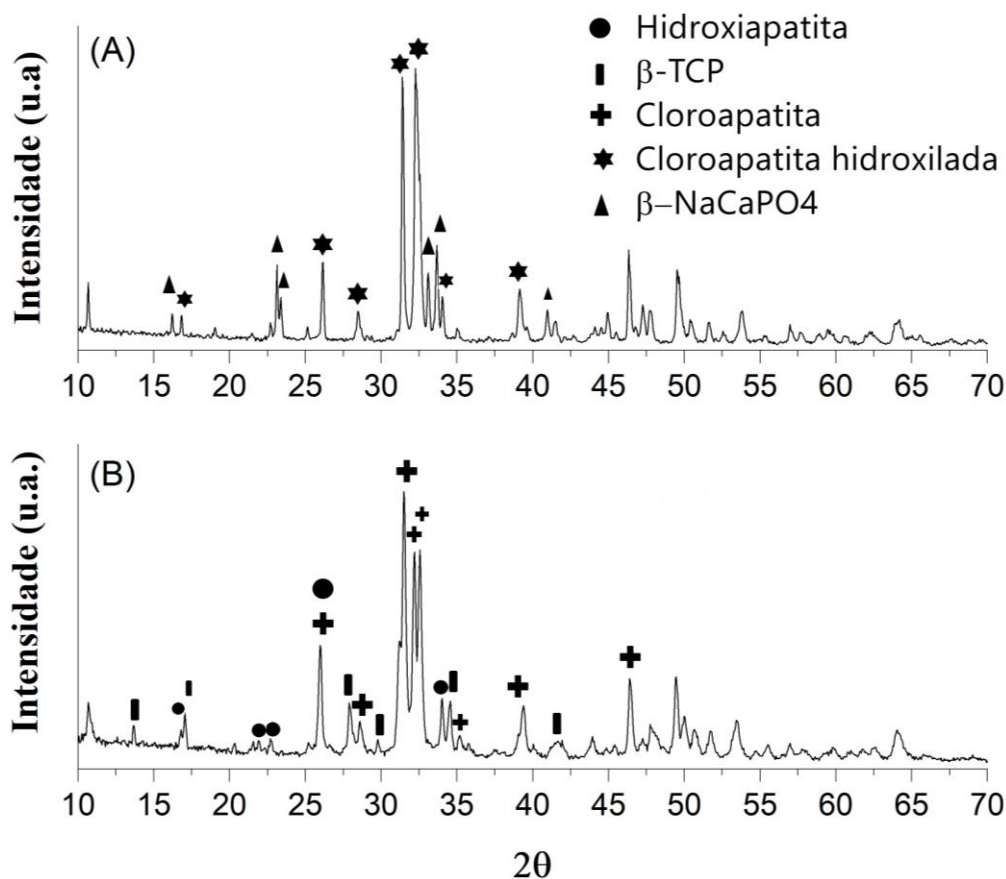 (A)
Hidroxiapatita
β-TCP
Cloroapatita
Cloroapatita hidroxilada
β–NaCaPO4
Intensidade (u.a)
10 15 20 25 30 35 40 45 50 55 60 65 70
(B)
Intensidade (u.a.)
10 15 20 25 30 35 40 45 50 55 60 65 70
2θ